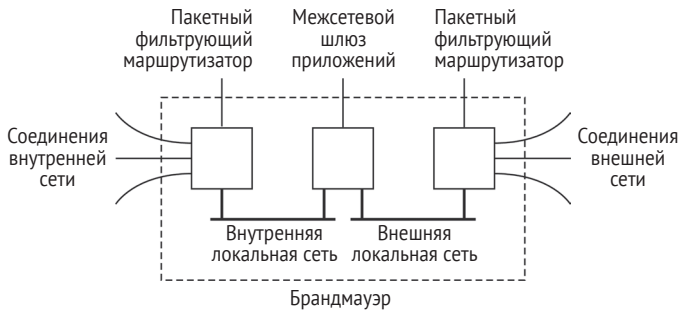 Пакетный
фильтрующий
маршрутизатор
Межсетевой
шлюз
приложений
Пакетный
фильтрующий
маршрутизатор
Соединения
внутренней
сети
Соединения
внешней
сети
Внутренняя
локальная сеть
Внешняя
локальная сеть
Брандмауэр